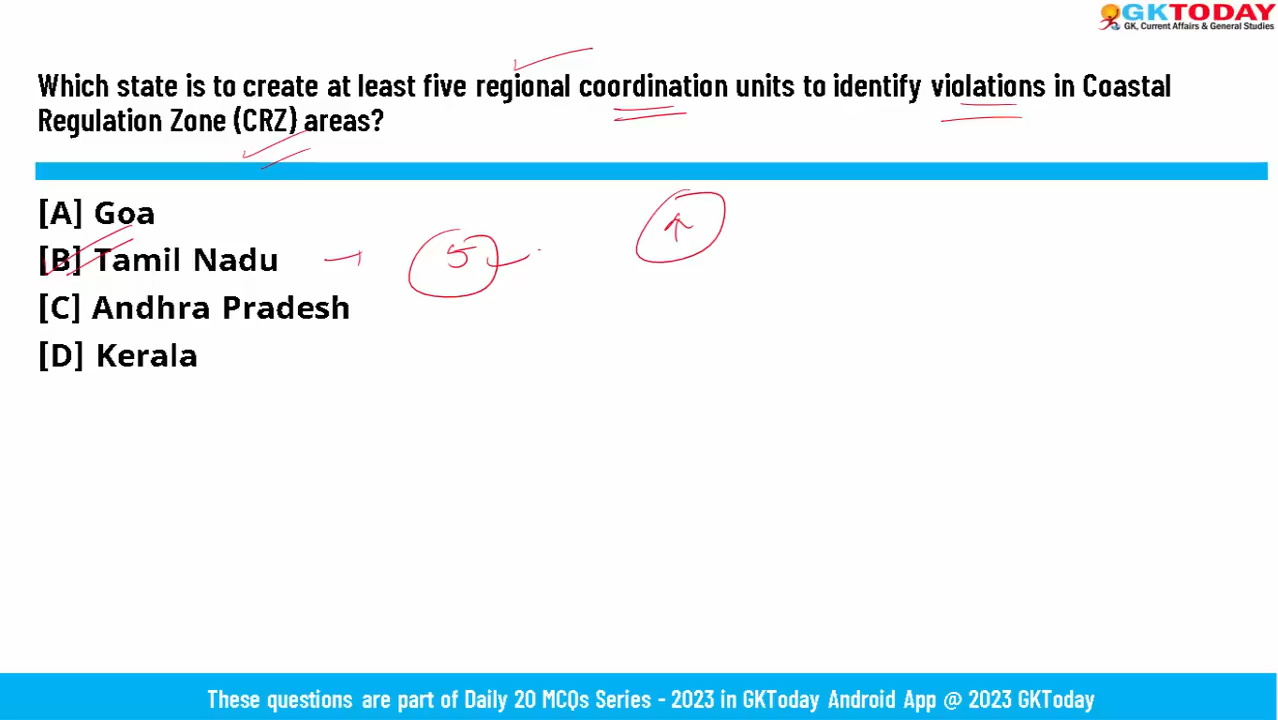 GKTODAY
GK, Current Affairs & General Studies
Which state is to create at least five regional coordination units to identify violations in Coastal
Regulation Zone (CRZ) areas?
[A] Goa
[B] Tamil Nadu
5
[C] Andhra Pradesh
[D] Kerala
These questions are part of Daily 20 MCQs Series - 2023 in GKToday Android App @ 2023 GKToday